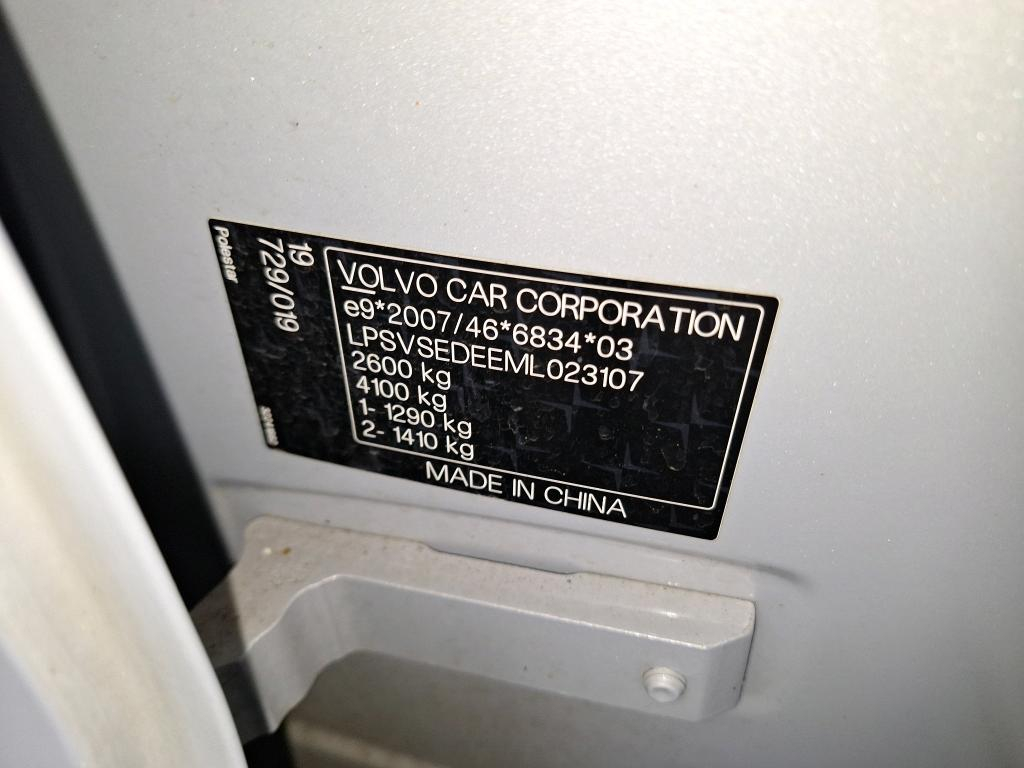 VOLVO CAR CORPORATION
e9*2007/46*6834*03
LPSVSEDEEML023107
2600 kg
4100 kg
1- 1290 kg
2- 1410 kg
MADE IN CHINA
19
729/019
Polestar